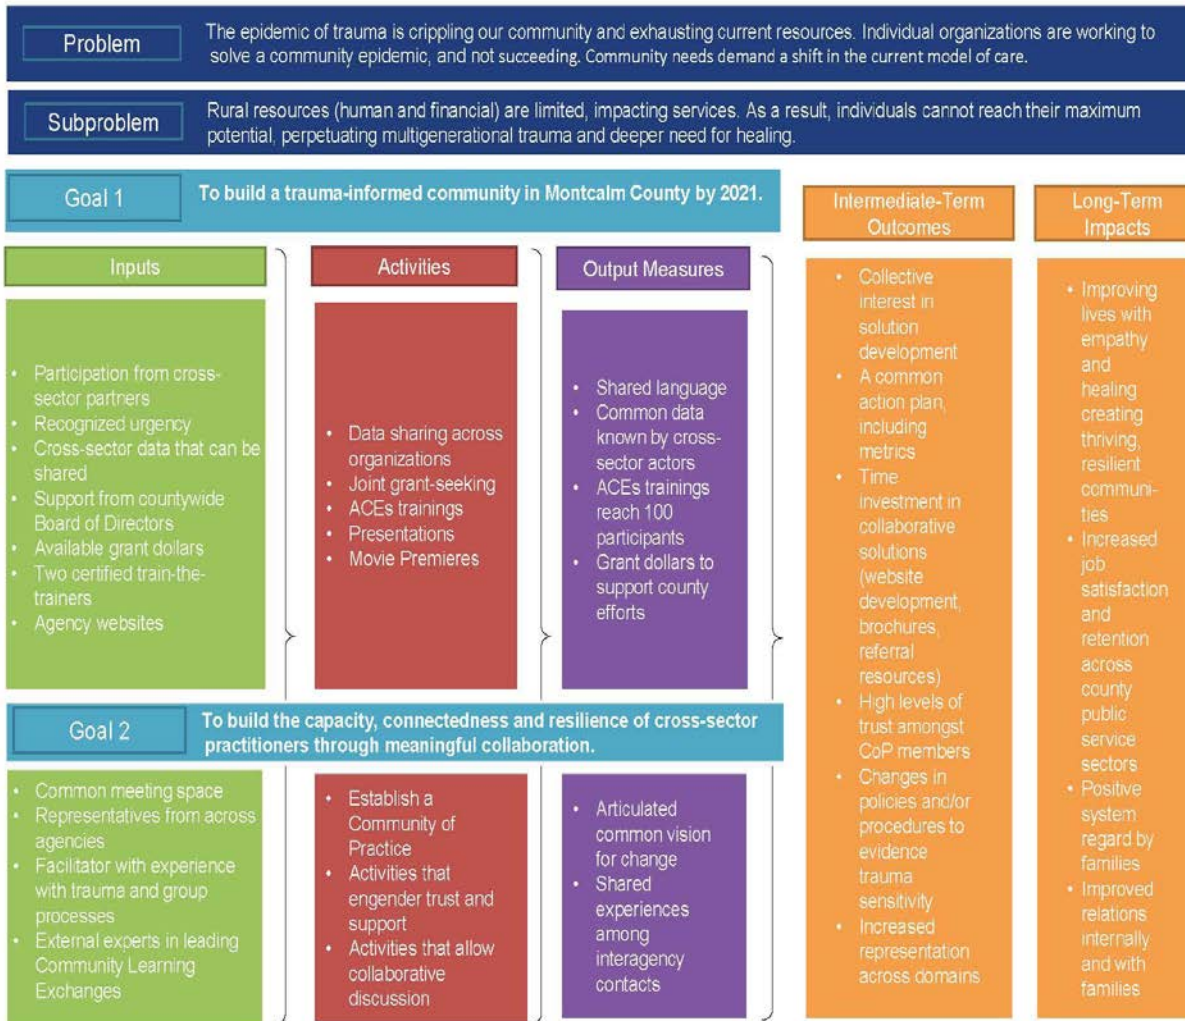 Problem
The epidemic of trauma is crippling our community and exhausting current resources. Individual organizations are working to
solve a community epidemic, and not succeeding. Community needs demand a shift in the current model of care.
Subproblem
Rural resources (human and financial) are limited, impacting services. As a result, individuals cannot reach their maximum
potential, perpetuating multigenerational trauma and deeper need for healing.
Goal 1
To build a trauma-informed community in Montcalm County by 2021.
Inputs
• Participation from cross-
sector partners
• Recognized urgency
• Cross-sector data that can be
shared
• Support from countywide
Board of Directors
• Available grant dollars
• Two certified train-the-
trainers
• Agency websites
Activities
• Data sharing across
organizations
• Joint grant-seeking
• ACEs trainings
• Presentations
• Movie Premieres
Output Measures
• Shared language
• Common data
known by cross-
sector actors
• ACEs trainings
reach 100
participants
• Grant dollars to
support county
efforts
Goal 2
To build the capacity, connectedness and resilience of cross-sector
practitioners through meaningful collaboration.
• Common meeting space
• Representatives from across
agencies
• Facilitator with experience
with trauma and group
processes
• External experts in leading
Community Learning
Exchanges
• Establish a
Community of
Practice
• Activities that
engender trust and
support
• Activities that allow
collaborative
discussion
• Articulated
common vision
for change
• Shared
experiences
among
interagency
contacts
Intermediate-Term
Outcomes
• Collective
interest in
solution
development
• A common
action plan,
including
metrics
• Time
investment in
collaborative
solutions
(website
development,
brochures,
referral
resources)
• High levels of
trust amongst
CoP members
• Changes in
policies and/or
procedures to
evidence
trauma
sensitivity
• Increased
representation
across domains
Long-Term
Impacts
• Improving
lives with
empathy
and
healing
creating
thriving,
resilient
communi-
ties
• Increased
job
satisfaction
and
retention
across
county
public
service
sectors
• Positive
system
regard by
families
• Improved
relations
internally
and with
families